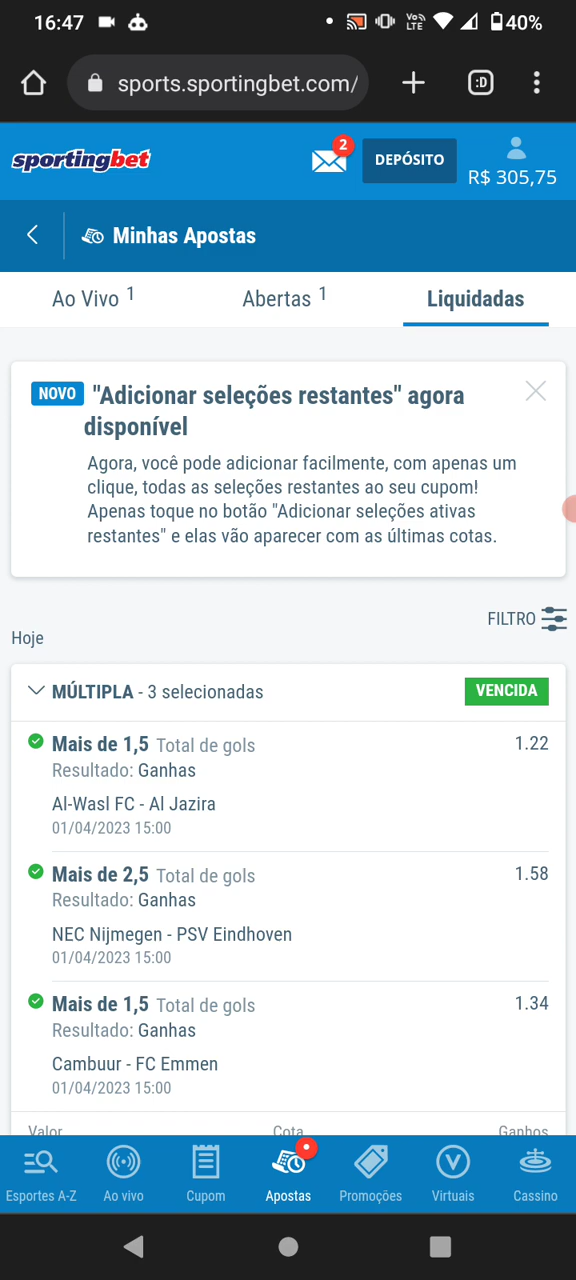 16:47
Vo))
LTE
40%
sports.sportingbet.com/
:D
sportingbet
2
DEPÓSITO
R$ 305,75
Minhas Apostas
Ao Vivo 1
Abertas 1
Liquidadas
NOVO "Adicionar seleções restantes" agora
disponível
Agora, você pode adicionar facilmente, com apenas um
clique, todas as seleções restantes ao seu cupom!
Apenas toque no botão "Adicionar seleções ativas
restantes" e elas vão aparecer com as últimas cotas.
FILTRO
Hoje
MÚLTIPLA - 3 selecionadas
VENCIDA
Mais de 1,5 Total de gols 1.22
Resultado: Ganhas
Al-Wasl FC - Al Jazira
01/04/2023 15:00
Mais de 2,5 Total de gols 1.58
Resultado: Ganhas
NEC Nijmegen - PSV Eindhoven
01/04/2023 15:00
Mais de 1,5 Total de gols 1.34
Resultado: Ganhas
Cambuur - FC Emmen
01/04/2023 15:00
Valor Cota Ganhos
Esportes A-Z Ao vivo Cupom Apostas Promoções Virtuais Cassino